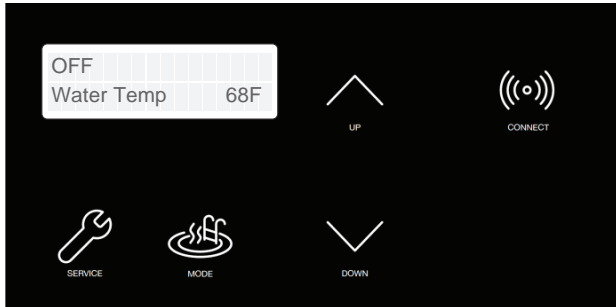 OFF
Water Temp 68F
UP
CONNECT
SERVICE
MODE
DOWN